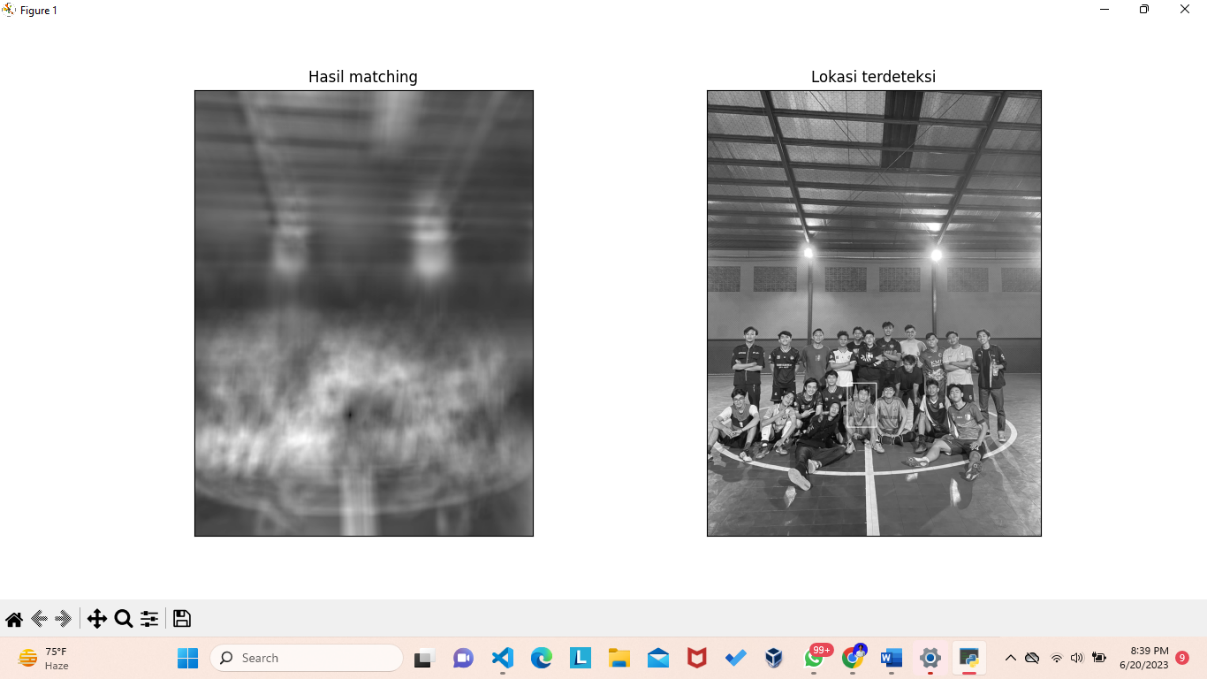 Figure 1
Hasil matching
Lokasi terdeteksi
75°F
Haze
Search
L
99+
W
8:39 PM
6/20/2023
9